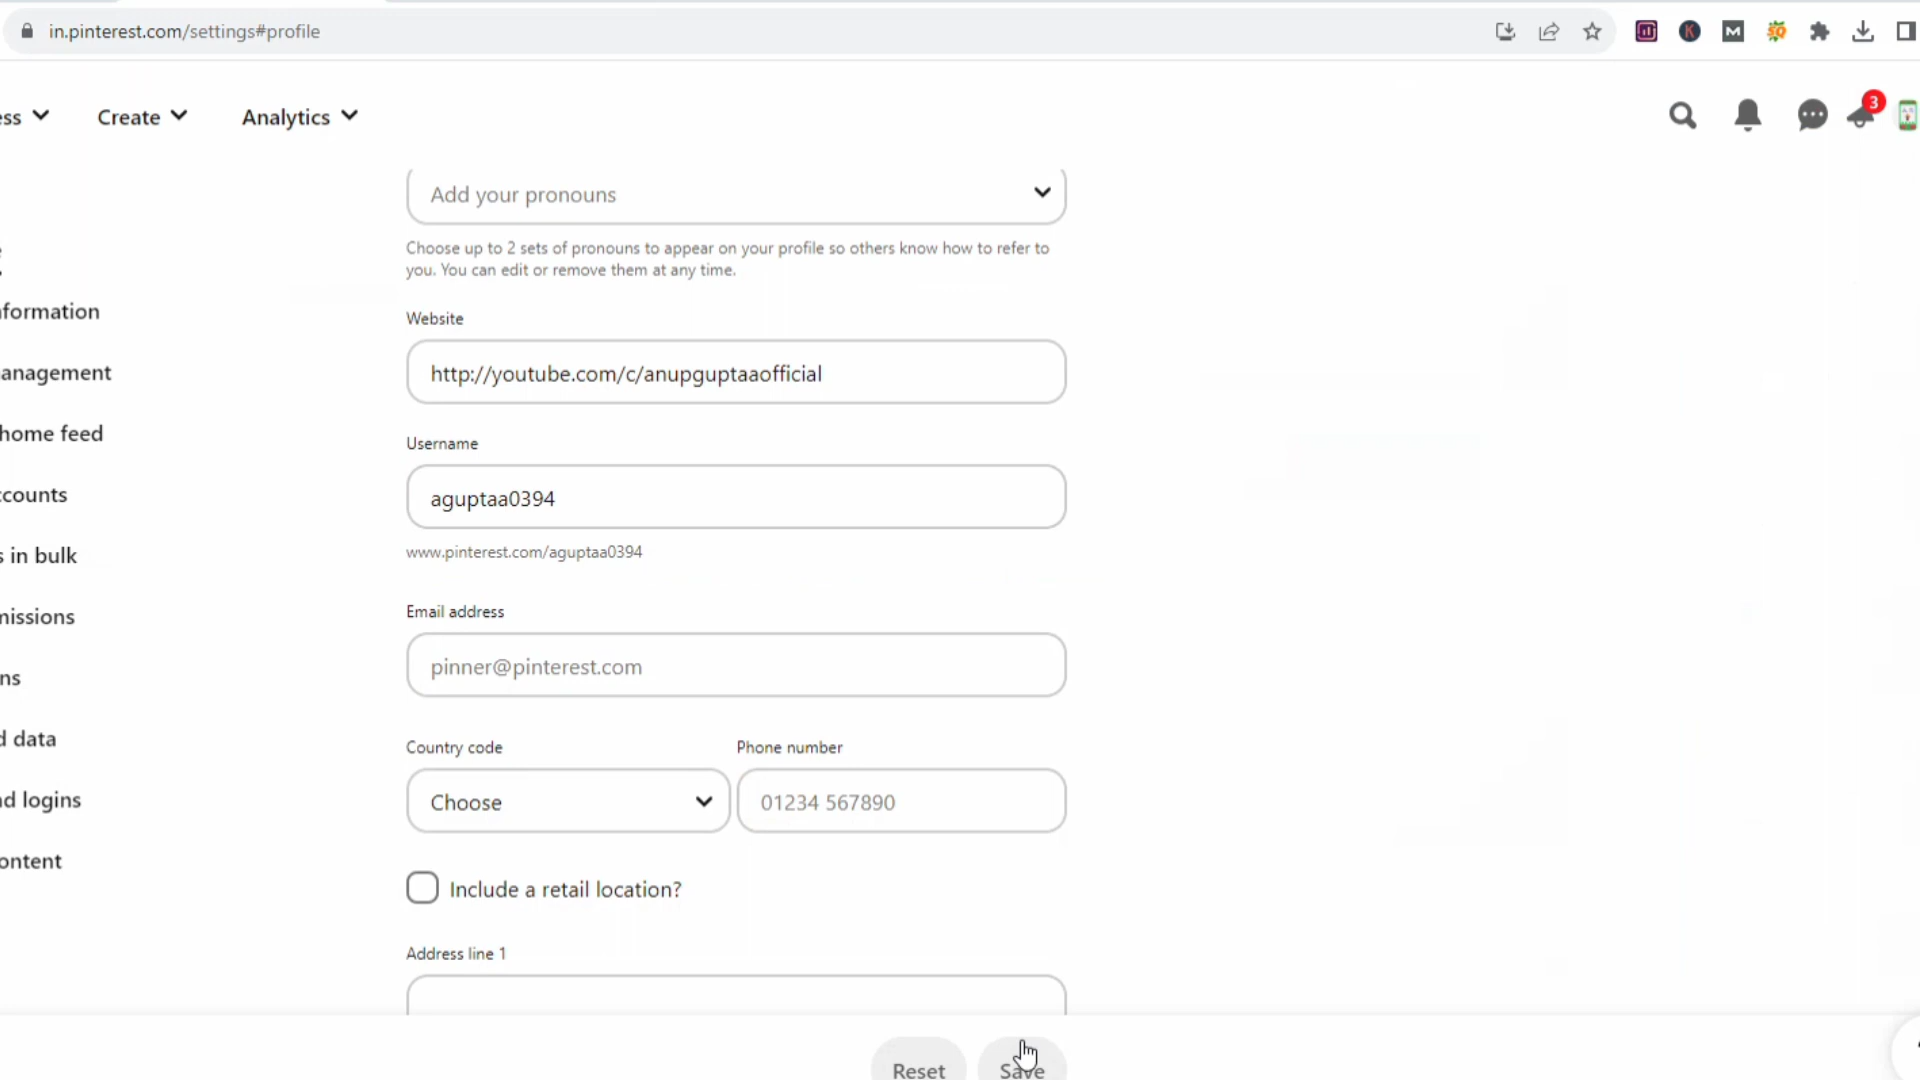 in.pinterest.com/settings#profile
ess Create Analytics 3
Add your pronouns
Choose up to 2 sets of pronouns to appear on your profile so others know how to refer to
you. You can edit or remove them at any time.
nformation
Website
anagement
http://youtube.com/c/anupguptaaofficial
home feed
Username
ccounts
aguptaa0394
s in bulk
www.pinterest.com/aguptaa0394
missions
Email address
pinner@pinterest.com
ns
d data
Country code Phone number
nd logins
Choose 01234 567890
ontent
Include a retail location?
Address line 1
Reset Save